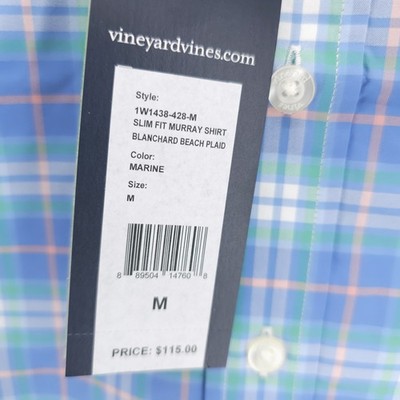 vineyardvines.com
Style:
1W1438-428-M
SLIM FIT MURRAY SHIRT
BLANCHARD BEACH PLAID
Color:
MARINE
Size:
M
8 89504 14760 8
M
PRICE: $115.00